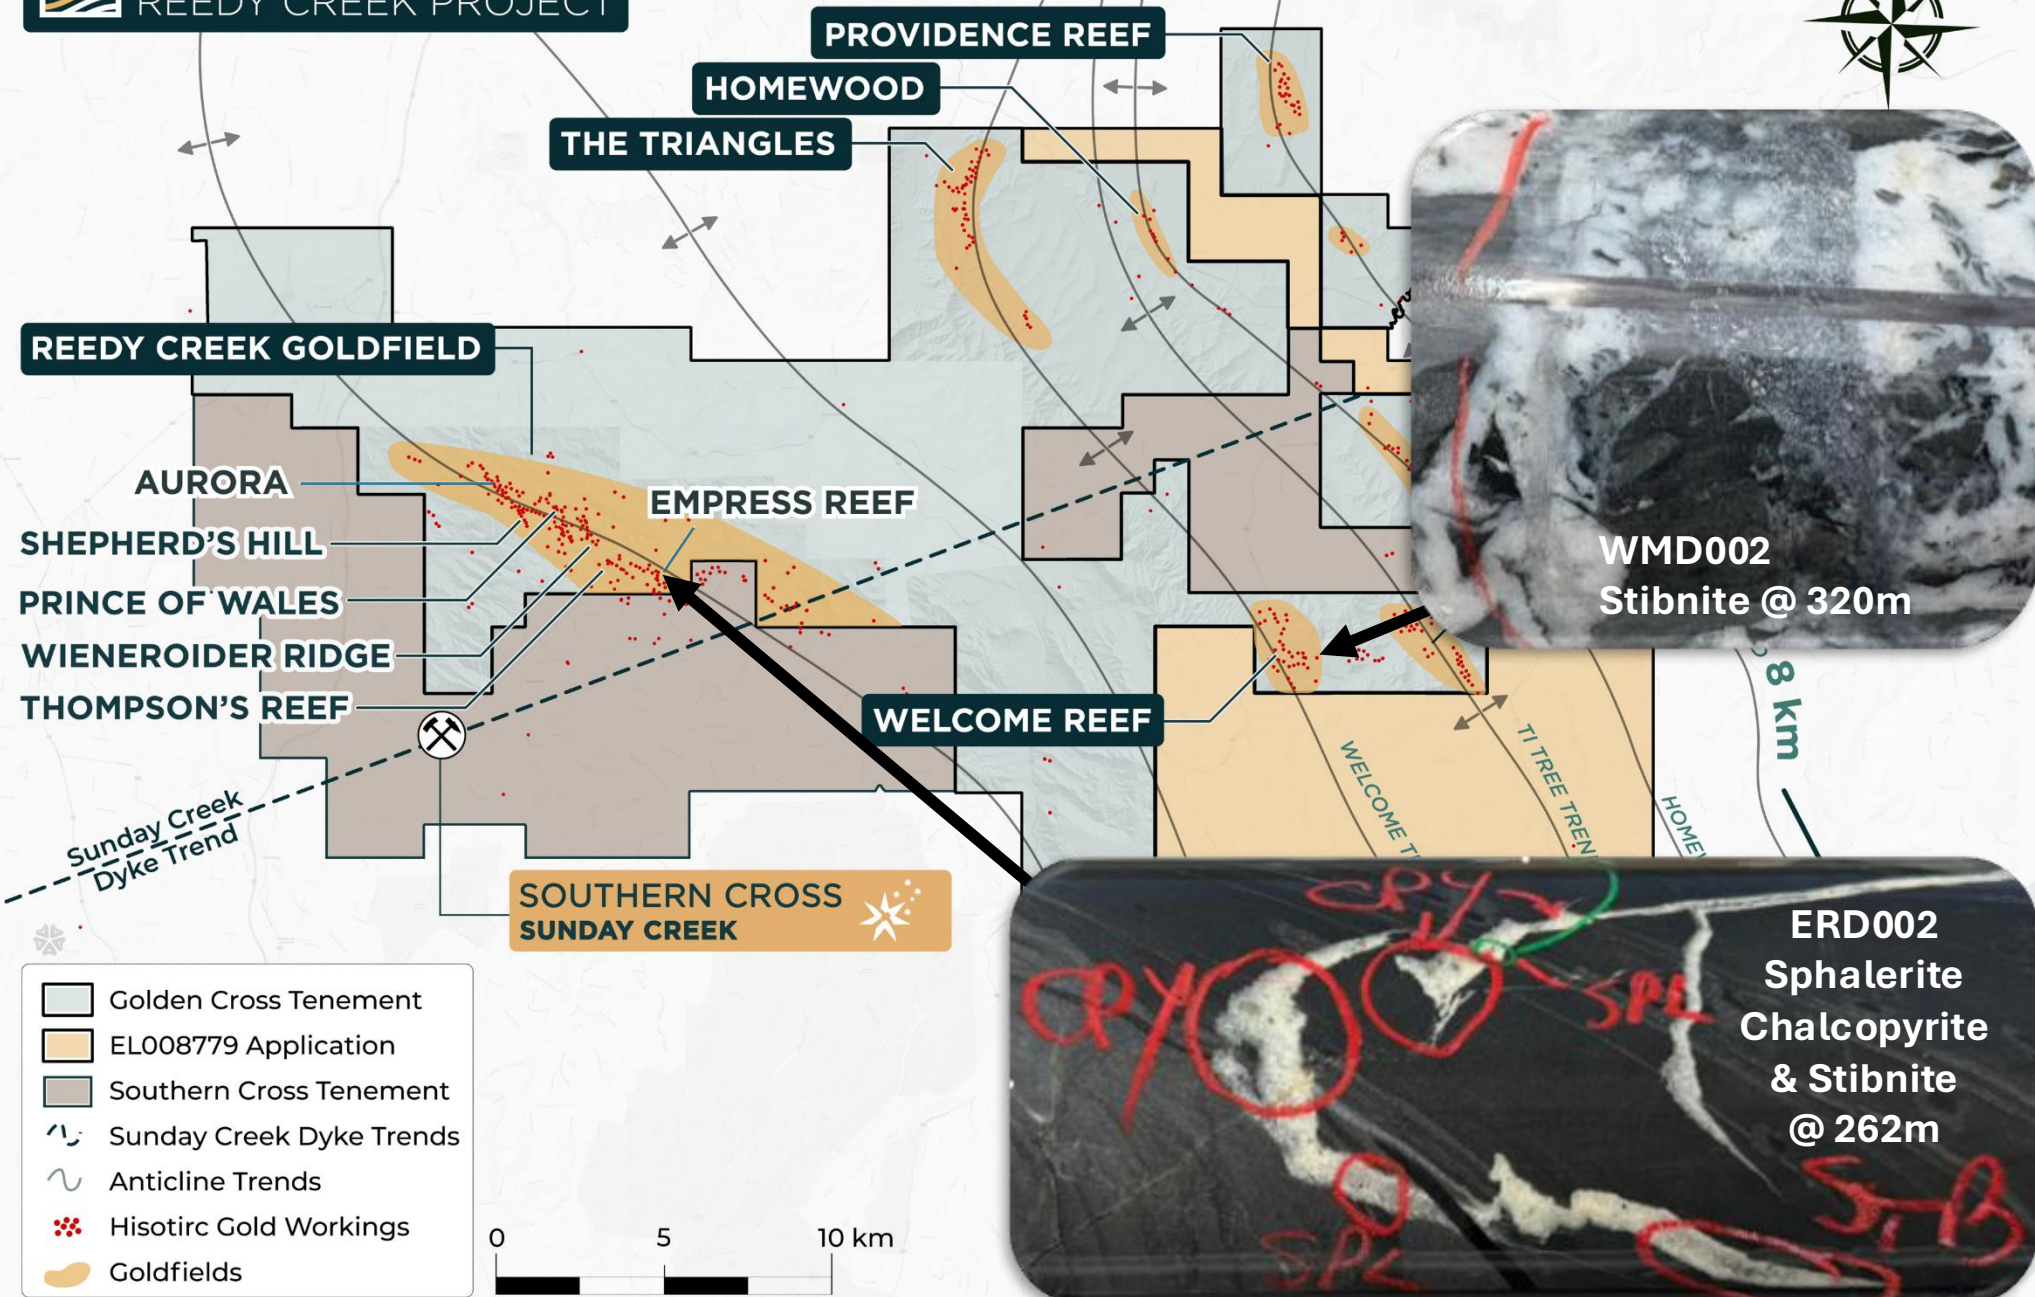 REEDY CREEK PROJECT
PROVIDENCE REEF
HOMEWOOD
THE TRIANGLES
REEDY CREEK GOLDFIELD
AURORA
EMPRESS REEF
SHEPHERD'S HILL
PRINCE OF WALES
WIENEROIDER RIDGE
THOMPSON'S REEF
WELCOME REEF
WMD002
Stibnite @ 320m
8 km
WELCOME
TI TREE TREN
HOME
Sunday Creek
Dyke Trend
SOUTHERN CROSS
SUNDAY CREEK
Golden Cross Tenement
EL008779 Application
Southern Cross Tenement
Sunday Creek Dyke Trends
Anticline Trends
Hisotirc Gold Workings
Goldfields
0 5 10 km
CPY
CPY
SPL
SPL
ERD002
Sphalerite
Chalcopyrite
& Stibnite
@ 262m